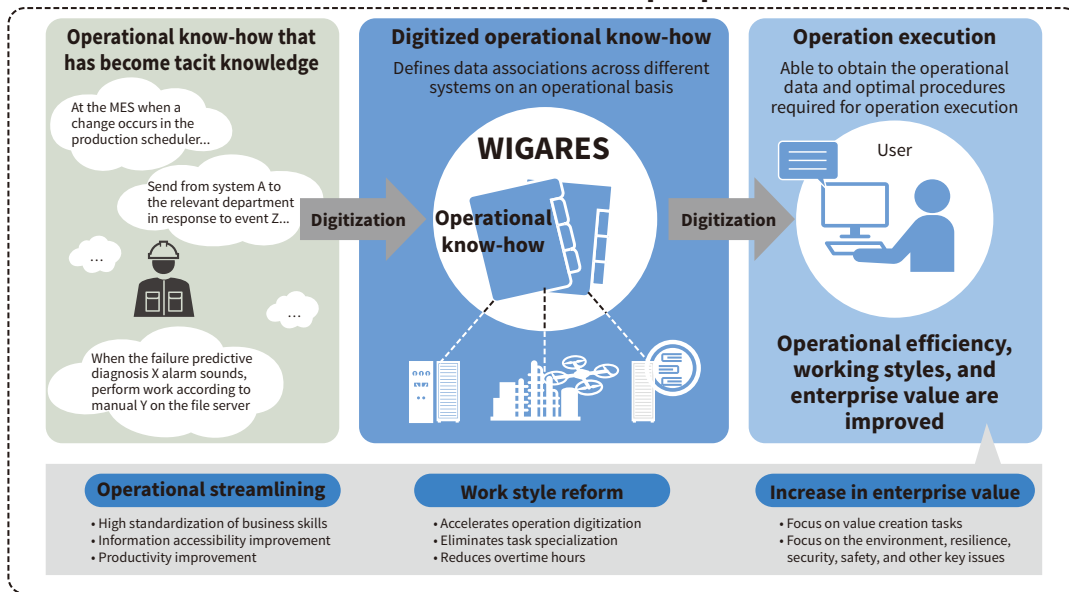 Operational know-how that
has become tacit knowledge
At the MES when a
change occurs in the
production scheduler...
Send from system A to
the relevant department
in response to event Z...
...
...
When the failure predictive
diagnosis X alarm sounds,
perform work according to
manual Y on the file server
Digitization
Digitized operational know-how
Defines data associations across different
systems on an operational basis
WIGARES
Operational
know-how
Digitization
Operation execution
Able to obtain the operational
data and optimal procedures
required for operation execution
User
Operational efficiency,
working styles, and
enterprise value are
improved
Operational streamlining
• High standardization of business skills
• Information accessibility improvement
• Productivity improvement
Work style reform
• Accelerates operation digitization
• Eliminates task specialization
• Reduces overtime hours
Increase in enterprise value
• Focus on value creation tasks
• Focus on the environment, resilience,
security, safety, and other key issues